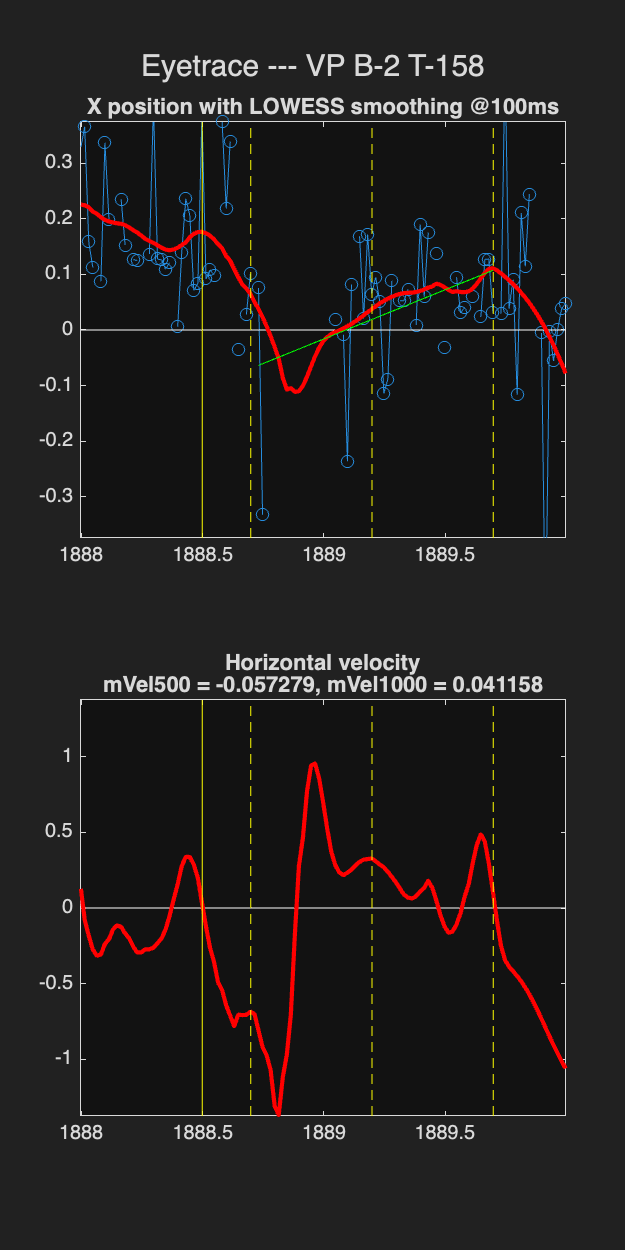 Eyetrace --- VP B-2 T-158
X position with LOWESS smoothing @100ms
0.3
0.2
0.1
0
-0.1
-0.2
-0.3
1888 1888.5 1889 1889.5
Horizontal velocity
mVel500 = -0.057279, mVel1000 = 0.041158
1
0.5
0
-0.5
-1
1888 1888.5 1889 1889.5